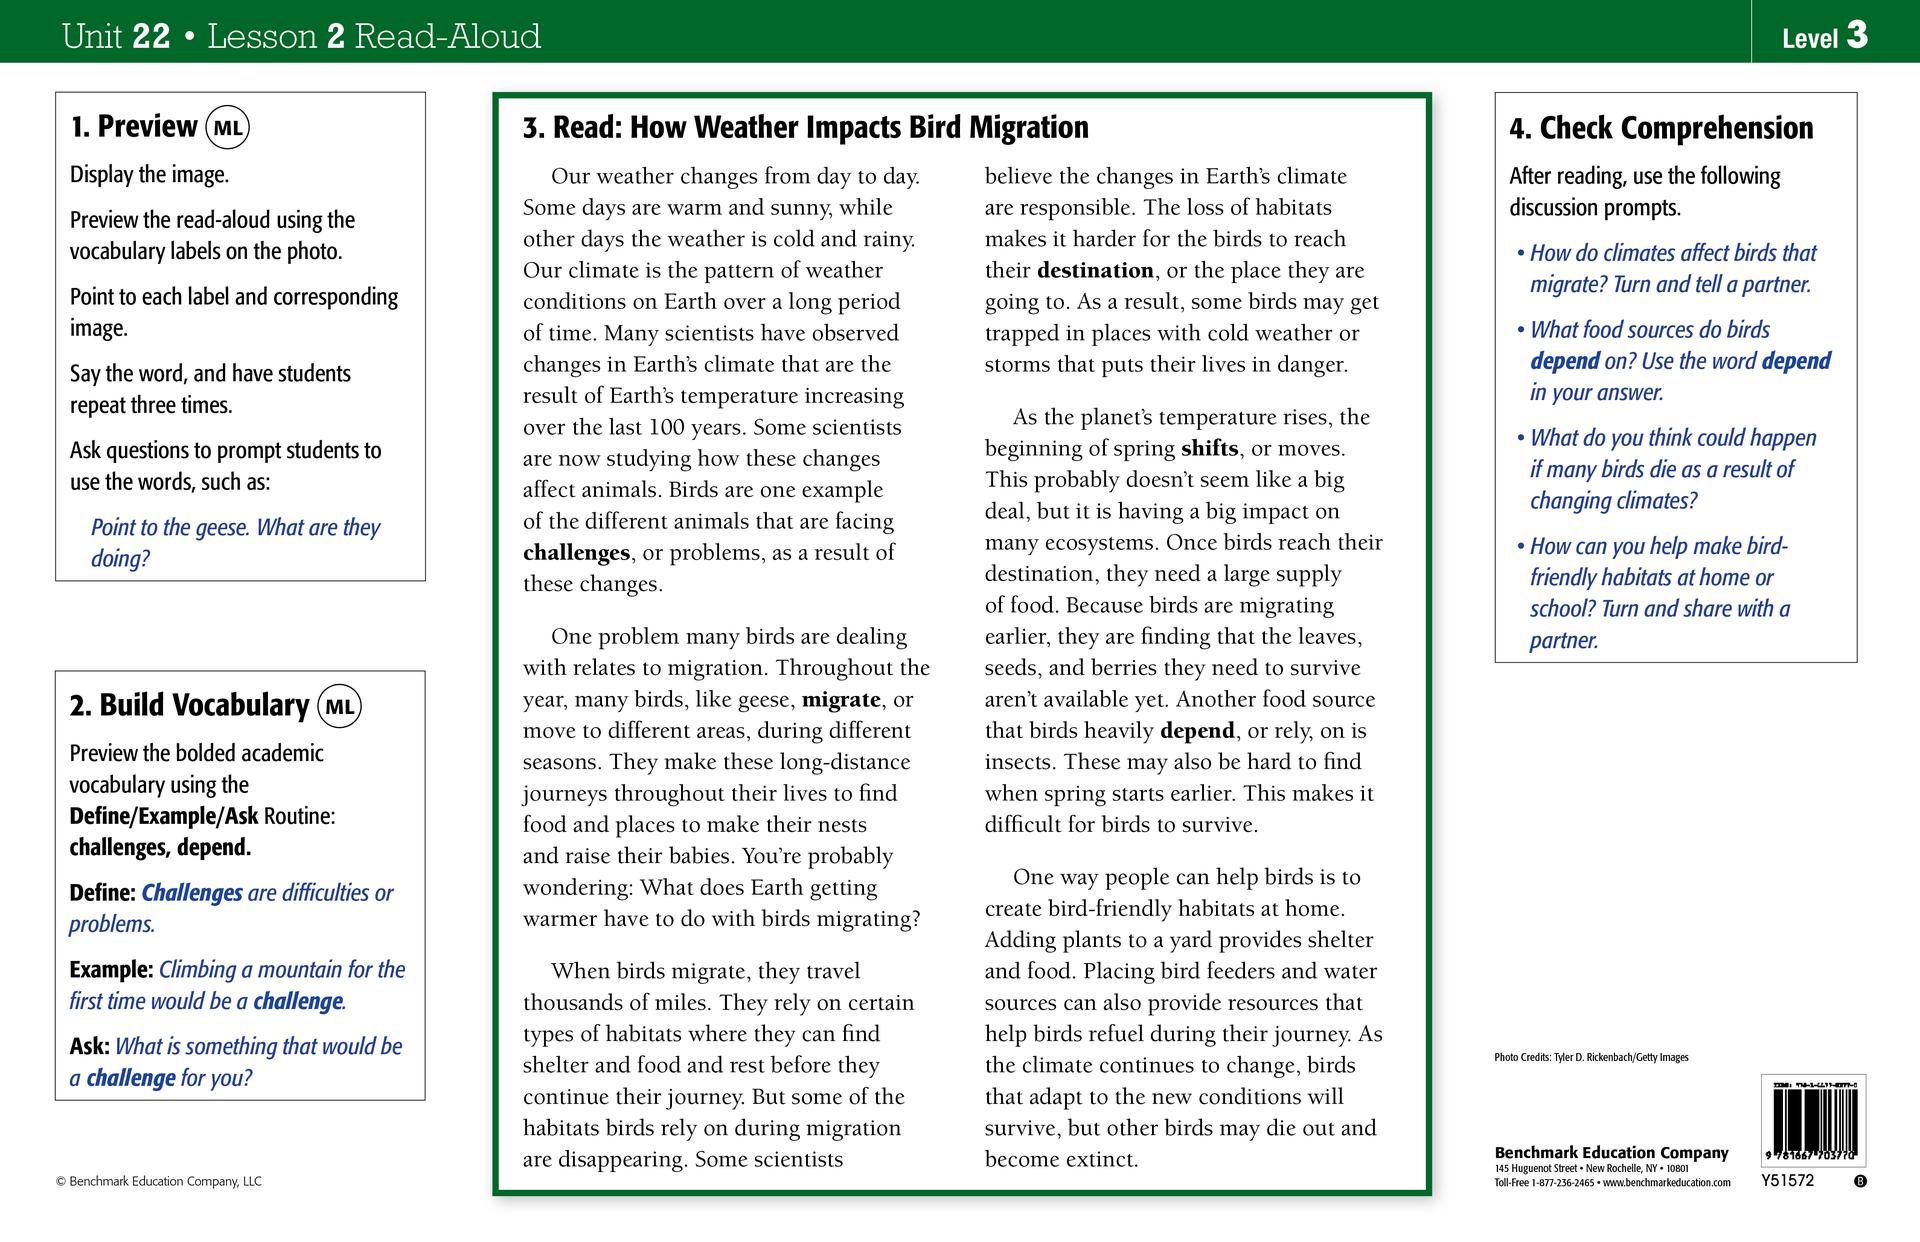 Unit 22 • Lesson 2 Read-Aloud
Level 3
1. Preview ML
Display the image.
Preview the read-aloud using the
vocabulary labels on the photo.
Point to each label and corresponding
image.
Say the word, and have students
repeat three times.
Ask questions to prompt students to
use the words, such as:
Point to the geese. What are they
doing?
2. Build Vocabulary ML
Preview the bolded academic
vocabulary using the
Define/Example/Ask Routine:
challenges, depend.
Define: Challenges are difficulties or
problems.
Example: Climbing a mountain for the
first time would be a challenge.
Ask: What is something that would be
a challenge for you?
© Benchmark Education Company, LLC
3. Read: How Weather Impacts Bird Migration
Our weather changes from day to day.
Some days are warm and sunny, while
other days the weather is cold and rainy.
Our climate is the pattern of weather
conditions on Earth over a long period
of time. Many scientists have observed
changes in Earth’s climate that are the
result of Earth’s temperature increasing
over the last 100 years. Some scientists
are now studying how these changes
affect animals. Birds are one example
of the different animals that are facing
challenges, or problems, as a result of
these changes.
One problem many birds are dealing
with relates to migration. Throughout the
year, many birds, like geese, migrate, or
move to different areas, during different
seasons. They make these long-distance
journeys throughout their lives to find
food and places to make their nests
and raise their babies. You’re probably
wondering: What does Earth getting
warmer have to do with birds migrating?
When birds migrate, they travel
thousands of miles. They rely on certain
types of habitats where they can find
shelter and food and rest before they
continue their journey. But some of the
habitats birds rely on during migration
are disappearing. Some scientists
believe the changes in Earth’s climate
are responsible. The loss of habitats
makes it harder for the birds to reach
their destination, or the place they are
going to. As a result, some birds may get
trapped in places with cold weather or
storms that puts their lives in danger.
As the planet’s temperature rises, the
beginning of spring shifts, or moves.
This probably doesn’t seem like a big
deal, but it is having a big impact on
many ecosystems. Once birds reach their
destination, they need a large supply
of food. Because birds are migrating
earlier, they are finding that the leaves,
seeds, and berries they need to survive
aren’t available yet. Another food source
that birds heavily depend, or rely, on is
insects. These may also be hard to find
when spring starts earlier. This makes it
difficult for birds to survive.
One way people can help birds is to
create bird-friendly habitats at home.
Adding plants to a yard provides shelter
and food. Placing bird feeders and water
sources can also provide resources that
help birds refuel during their journey. As
the climate continues to change, birds
that adapt to the new conditions will
survive, but other birds may die out and
become extinct.
4. Check Comprehension
After reading, use the following
discussion prompts.
• How do climates affect birds that
migrate? Turn and tell a partner.
• What food sources do birds
depend on? Use the word depend
in your answer.
• What do you think could happen
if many birds die as a result of
changing climates?
• How can you help make bird-
friendly habitats at home or
school? Turn and share with a
partner.
Photo Credits: Tyler D. Rickenbach/Getty Images
Benchmark Education Company
145 Huguenot Street • New Rochelle, NY • 10801
Toll-Free 1-877-236-2465 • www.benchmarkeducation.com
9 781667 703770
Y51572
B